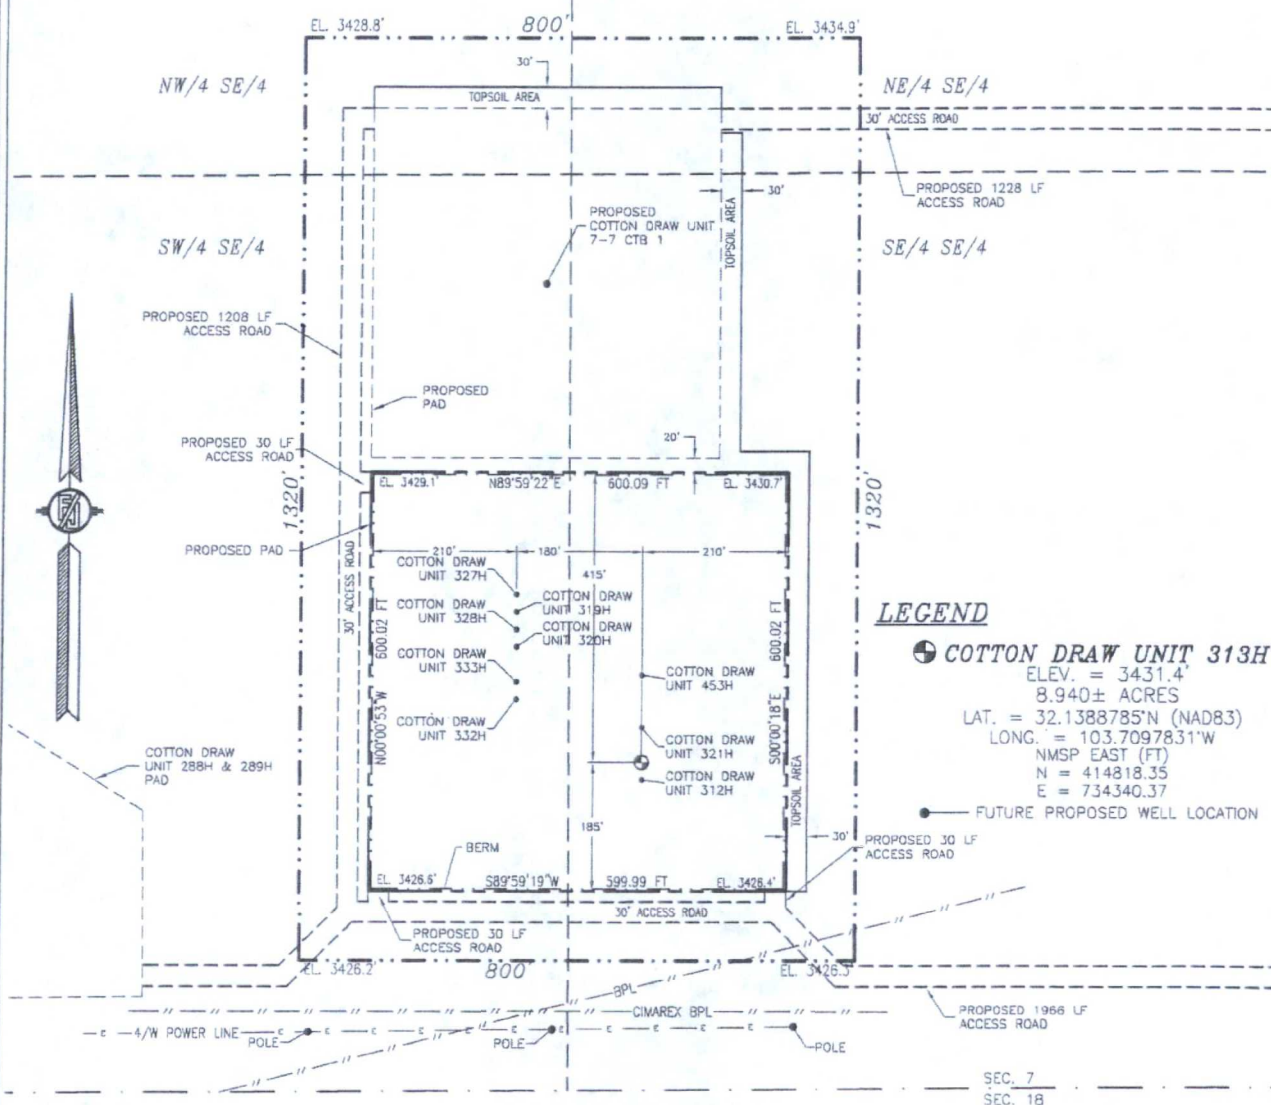 EL. 3428.8'
800'
EL. 3434.9'
30'
NW/4 SE/4
NE/4 SE/4
TOPSOIL AREA
30' ACCESS ROAD
PROPOSED 1228 LF
ACCESS ROAD
30'
PROPOSED
COTTON DRAW UNIT
7-7 CTB 1
TOPSOIL AREA
SW/4 SE/4
SE/4 SE/4
PROPOSED 1208 LF
ACCESS ROAD
PROPOSED
PAD
PROPOSED 30 LF
ACCESS ROAD
20'
EL. 3429.1'
N89°59'22"E
600.09 FT
EL. 3430.7'
1320'
1320'
PROPOSED PAD
210'
180'
210'
30' ACCESS ROAD
COTTON DRAW
UNIT 327H
415'
COTTON DRAW
UNIT 319H
COTTON DRAW
UNIT 328H
COTTON DRAW
UNIT 320H
COTTON DRAW
UNIT 333H
COTTON DRAW
UNIT 453H
COTTON DRAW
UNIT 332H
COTTON DRAW
UNIT 321H
COTTON DRAW
UNIT 312H
N00°00'53"W
600.02 FT
S00°00'18"E
600.02 FT
TOPSOIL AREA
LEGEND
COTTON DRAW UNIT 313H
ELEV. = 3431.4'
8.940± ACRES
LAT. = 32.1388785°N (NAD83)
LONG. = 103.7097831°W
NMSP EAST (FT)
N = 414818.35
E = 734340.37
FUTURE PROPOSED WELL LOCATION
COTTON DRAW
UNIT 288H & 289H
PAD
185'
30'
PROPOSED 30 LF
ACCESS ROAD
BERM
EL. 3426.6'
S89°59'19"W
599.99 FT
EL. 3426.4'
30' ACCESS ROAD
PROPOSED 30 LF
ACCESS ROAD
EL. 3426.2'
800'
EL. 3426.3'
BPL
CIMAREX BPL
PROPOSED 1966 LF
ACCESS ROAD
E 4/W POWER LINE E E E E E E E E
POLE
POLE
POLE
SEC. 7
SEC. 18